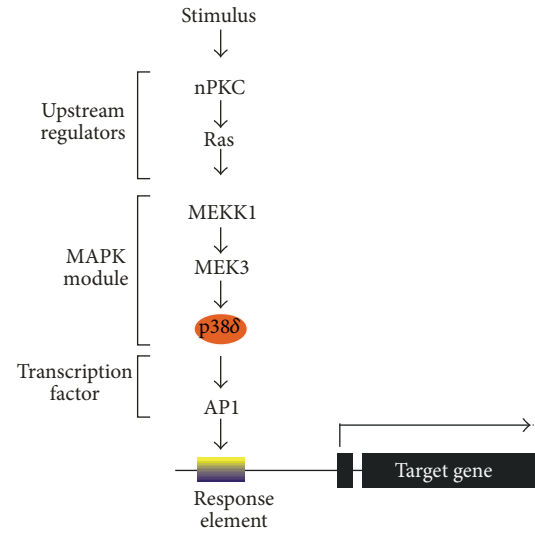 Stimulus
nPKC
Upstream
regulators
Ras
MEKK1
MAPK
module
MEK3
p38δ
Transcription
factor
AP1
Target gene
Response
element